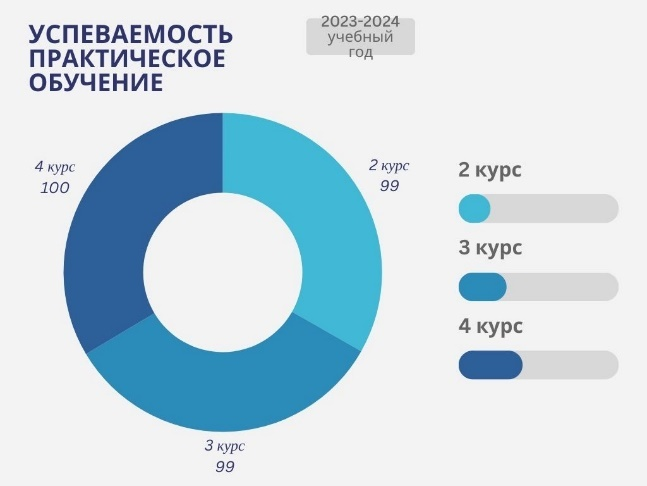 УСПЕВАЕМОСТЬ
ПРАКТИЧЕСКОЕ
ОБУЧЕНИЕ
2023-2024
учебный
год
4 курс
100
2 курс
99
3 курс
99
2 курс
3 курс
4 курс